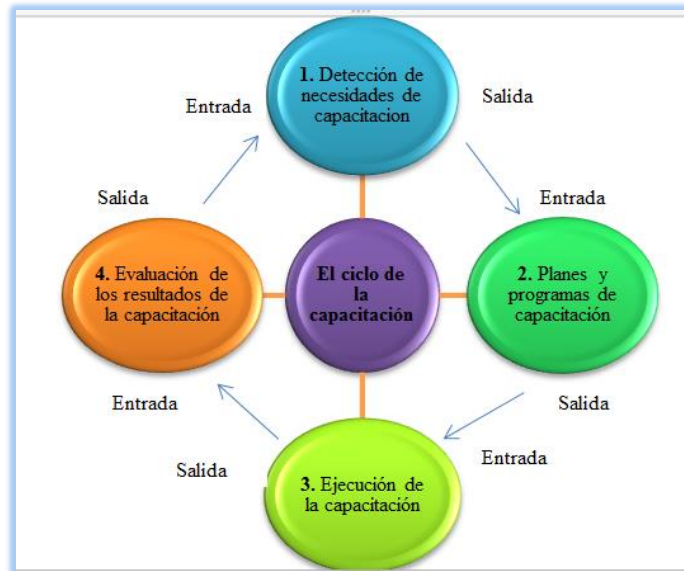 1. Detección de
necesidades de
capacitacion
Entrada
Salida
Salida
Entrada
4. Evaluación de
los resultados de
la capacitación
El ciclo de
la
capacitación
2. Planes y
programas de
capacitación
Entrada
Salida
Salida
Entrada
3. Ejecución de
la capacitación